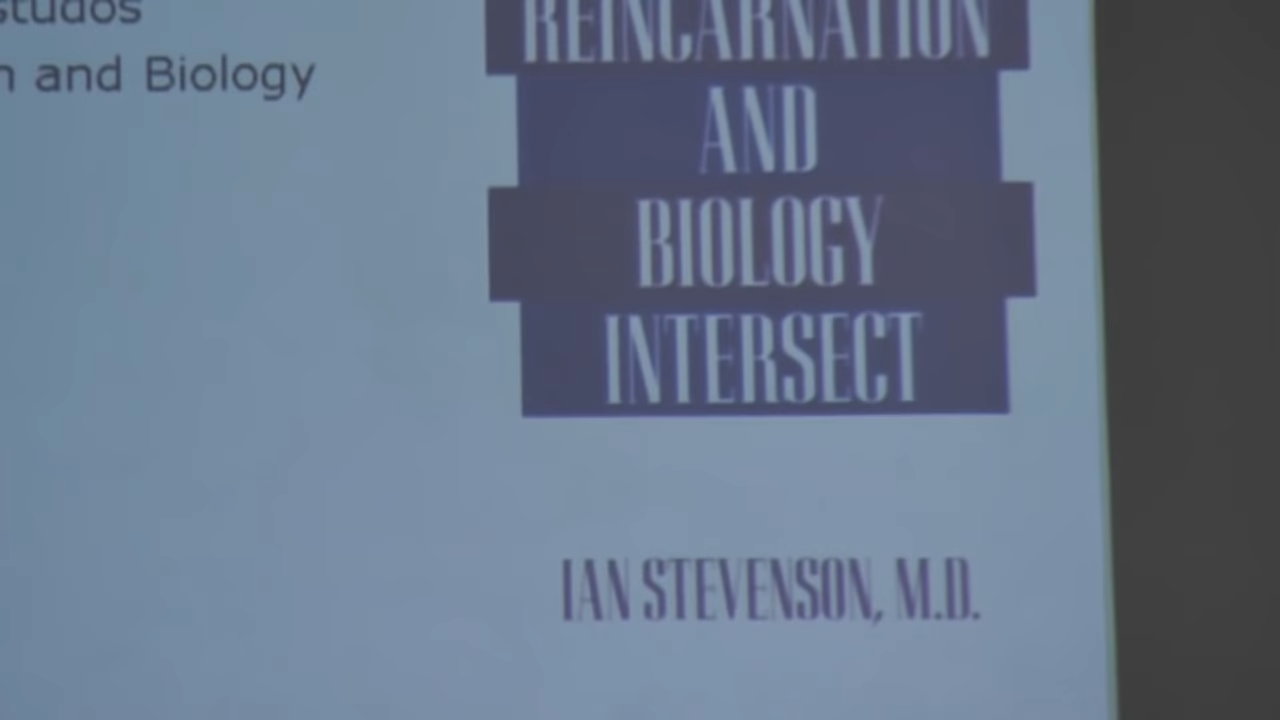 studos
n and Biology
REINCARNATION
AND
BIOLOGY
INTERSECT
IAN STEVENSON, M.D.